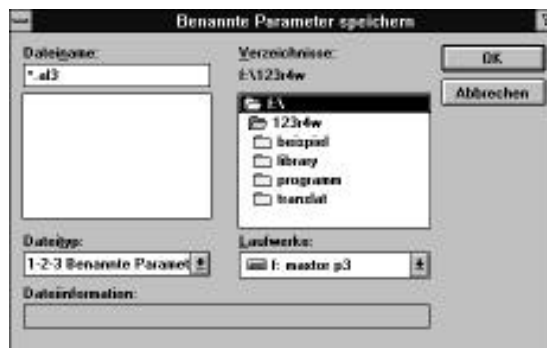 Benannte Parameter speichern
Dateiname:
*.al3
Verzeichnisse:
f:\123r4w
OK
Abbrechen
f:\
123r4w
beispiel
library
programm
translat
Dateityp:
1-2-3 Benannte Paramet
Laufwerke:
f: maxtor p3
Dateiinformation: